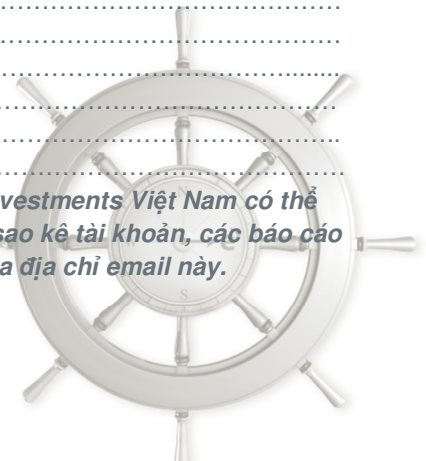 vestments Việt Nam có thể
sao kê tài khoản, các báo cáo
a địa chỉ email này.
S